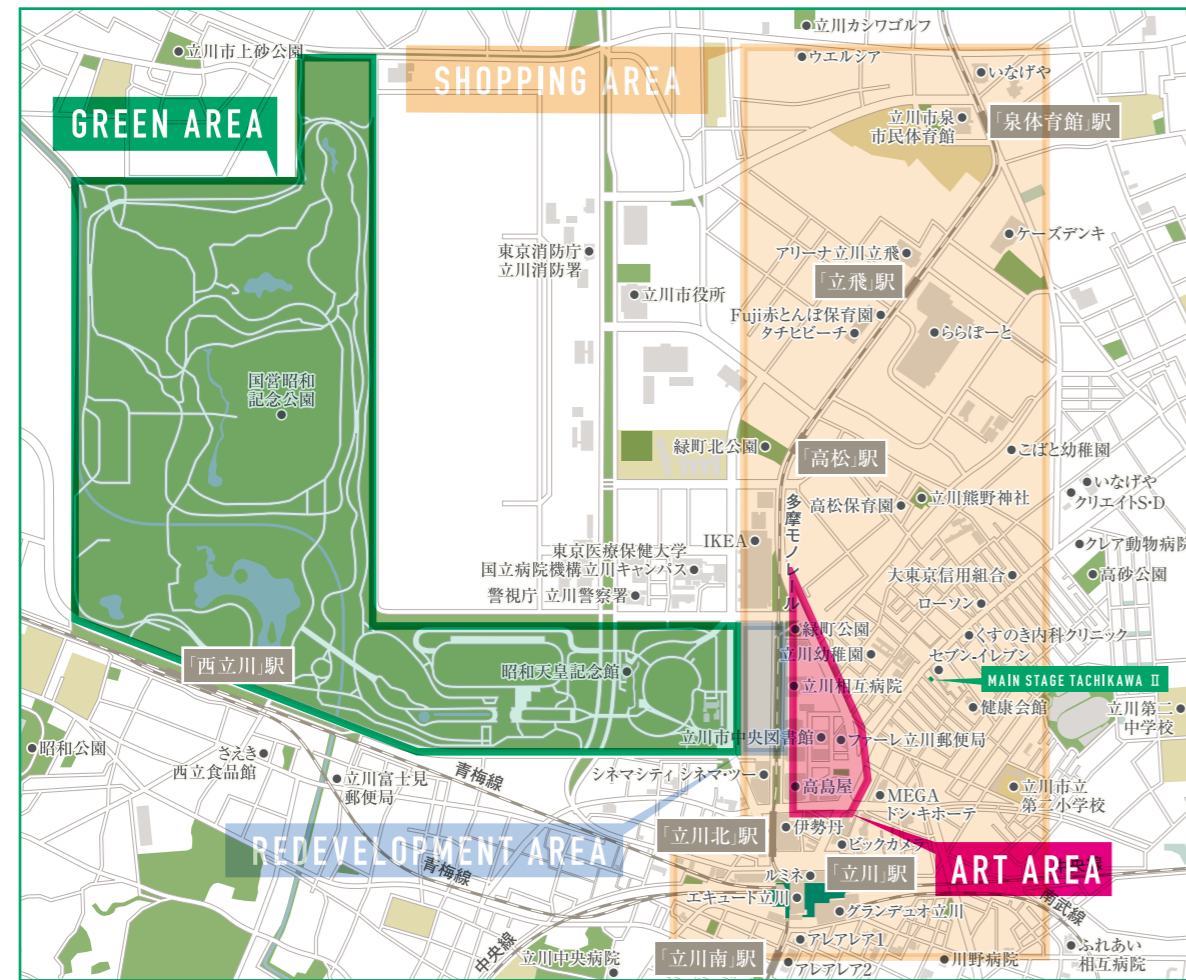 立川カシワゴルフ
立川市上砂公園
ウエルシア
SHOPPING AREA
いなげや
GREEN AREA
立川市泉
市民体育館
「泉体育館」駅
ケーズデンキ
東京消防庁
立川消防署
アリーナ立川立飛
「立飛」駅
立川市役所
Fuji赤とんぼ保育園
タチヒビーチ
ららぽーと
国営昭和
記念公園
緑町北公園
「高松」駅
こばと幼稚園
いなげや
クリエイトS・D
多摩モノレール
高松保育園
立川熊野神社
IKEA
クレア動物病院
東京医療保健大学
国立病院機構立川キャンパス
大東京信用組合
高砂公園
警視庁 立川警察署
ローソン
緑町公園
くすのき内科クリニック
立川幼稚園
セブン-イレブン
「西立川」駅
昭和天皇記念館
MAIN STAGE TACHIKAWA Ⅱ
立川相互病院
健康会館
立川第二
中学校
昭和公園
さえき
西立食品館
立川市中央図書館
ファーレ立川郵便局
立川富士見
郵便局
青梅線
シネマシティ シネマ・ツー
高島屋
MEGA
ドン・キホーテ
立川市立
第二小学校
REDEVELOPMENT AREA
「立川北」駅
伊勢丹
ビックカメラ
青梅線
ルミネ
「立川」駅
ART AREA
中央線
エキュート立川
グランデュオ立川
南武線
中央線
立川中央病院
「立川南」駅
アレアレア1
アレアレア2
川野病院
ふれあい
相互病院